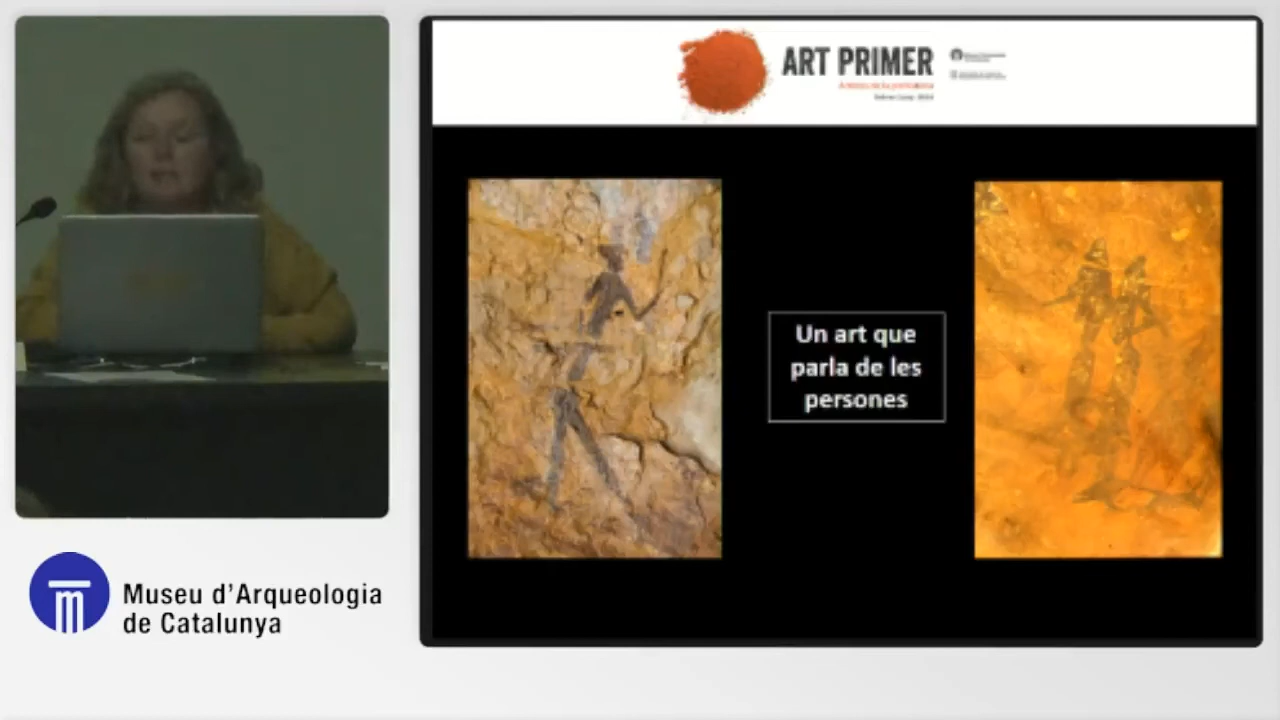 ART PRIMER
Un art que
parla de les
persones
Museu d'Arqueologia
de Catalunya